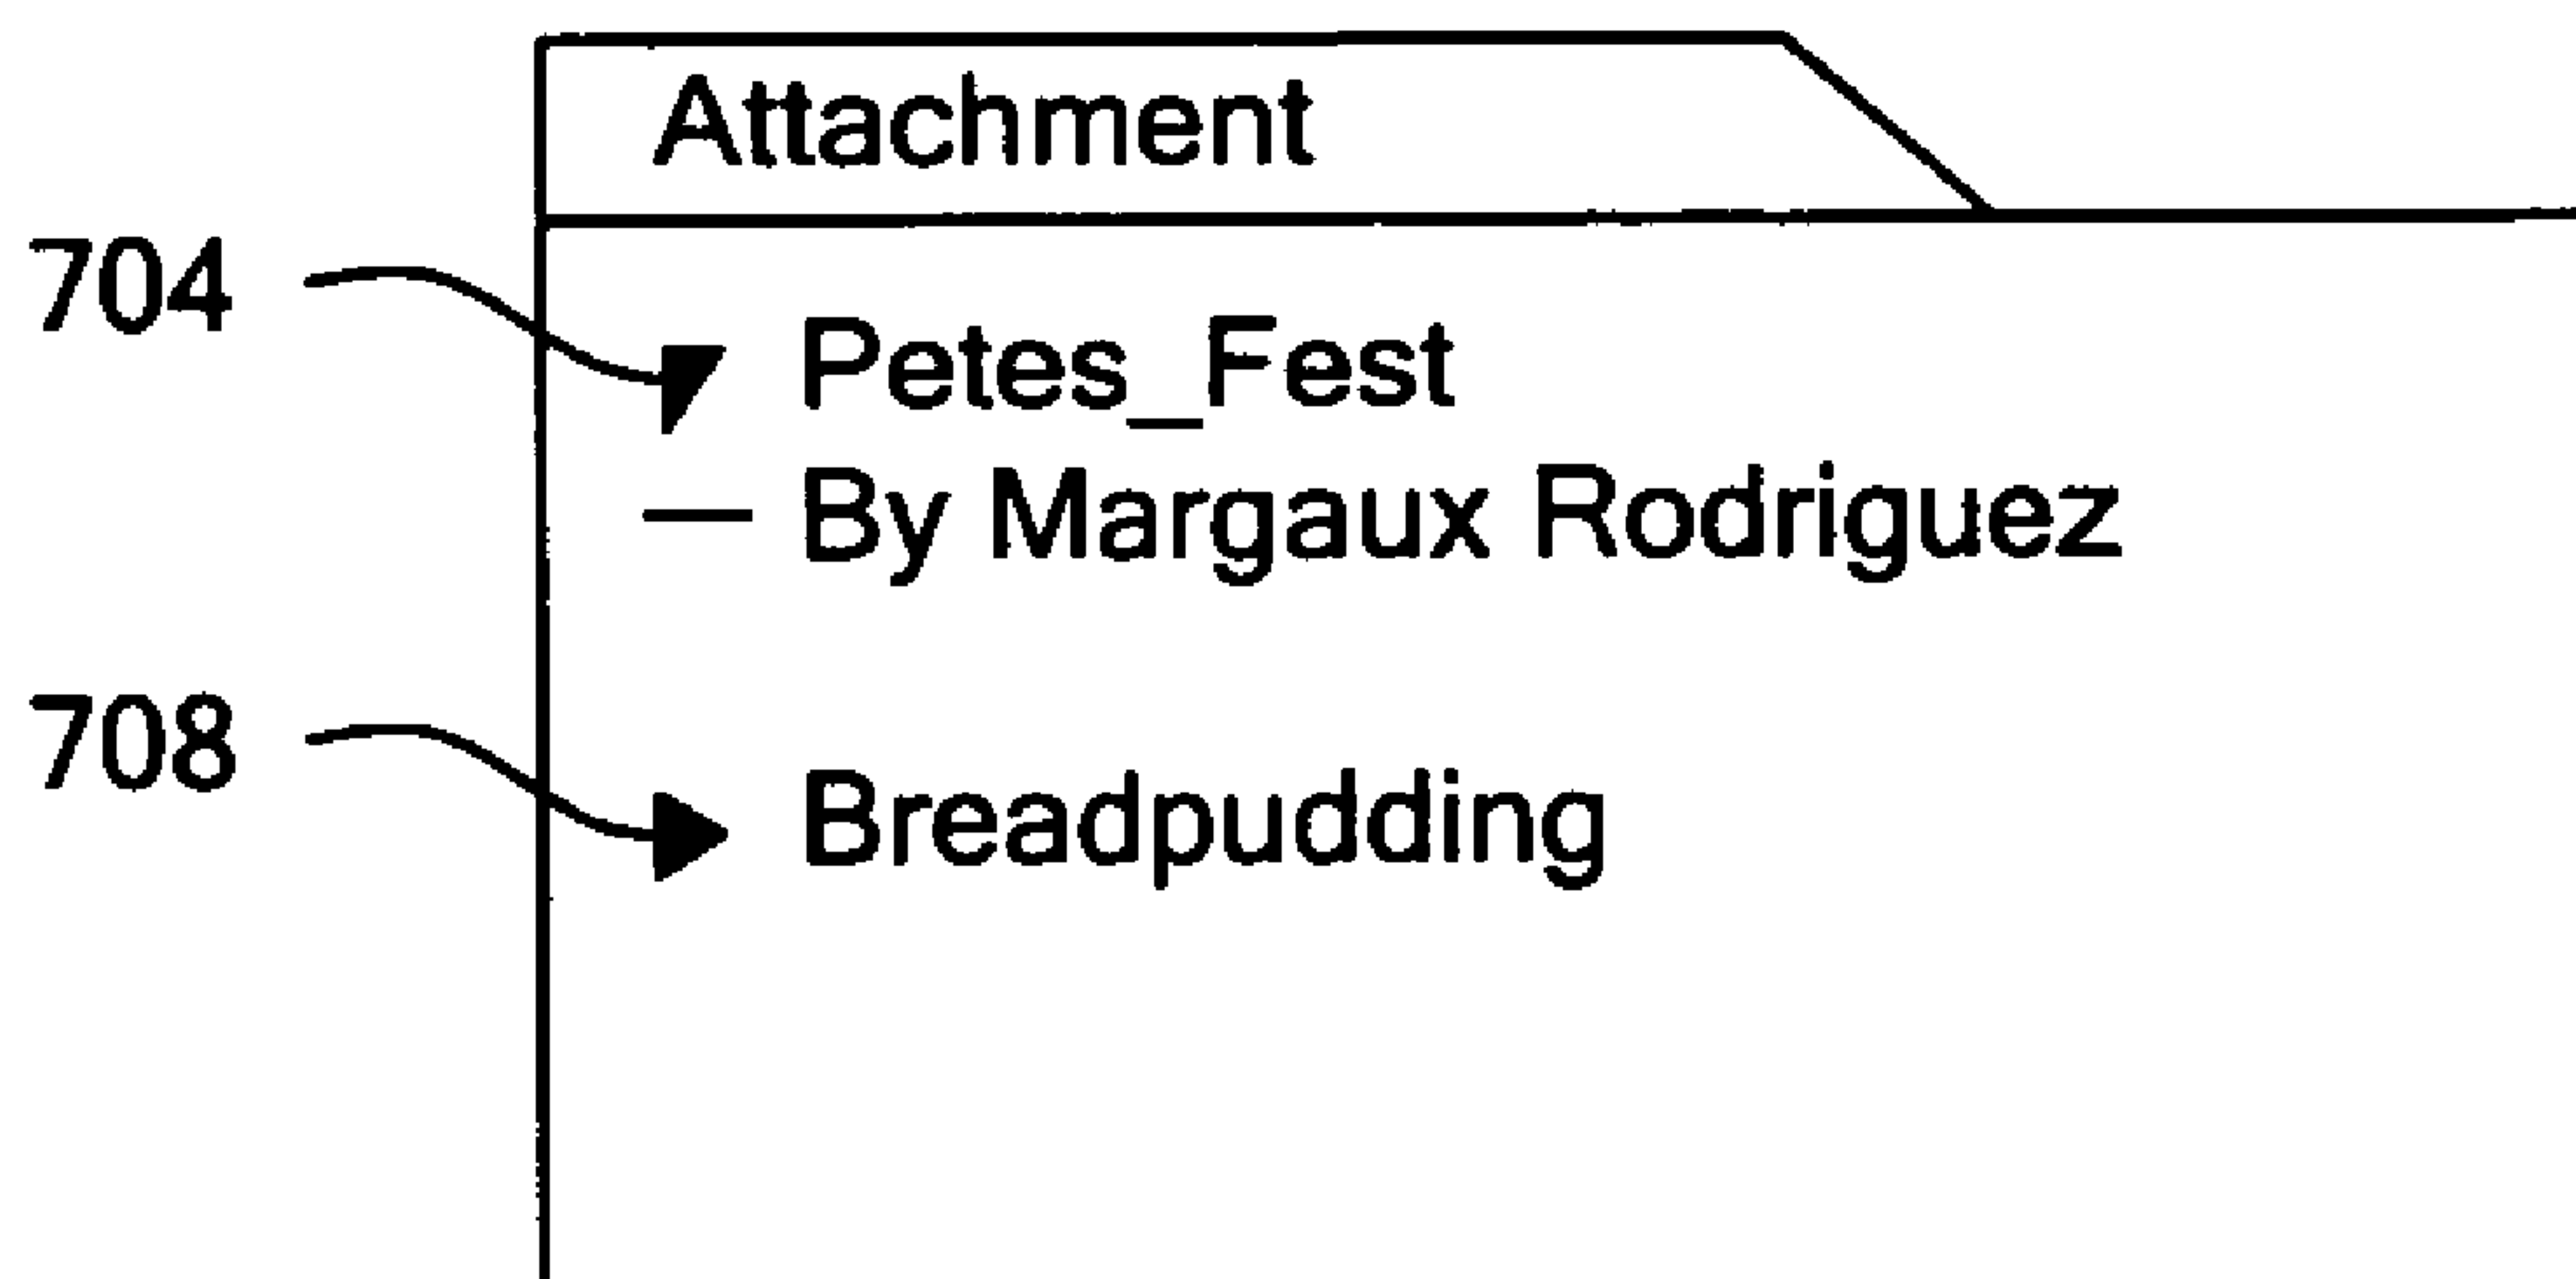 Attachment
704
Petes_Fest
— By Margaux Rodriguez
708
Breadpudding